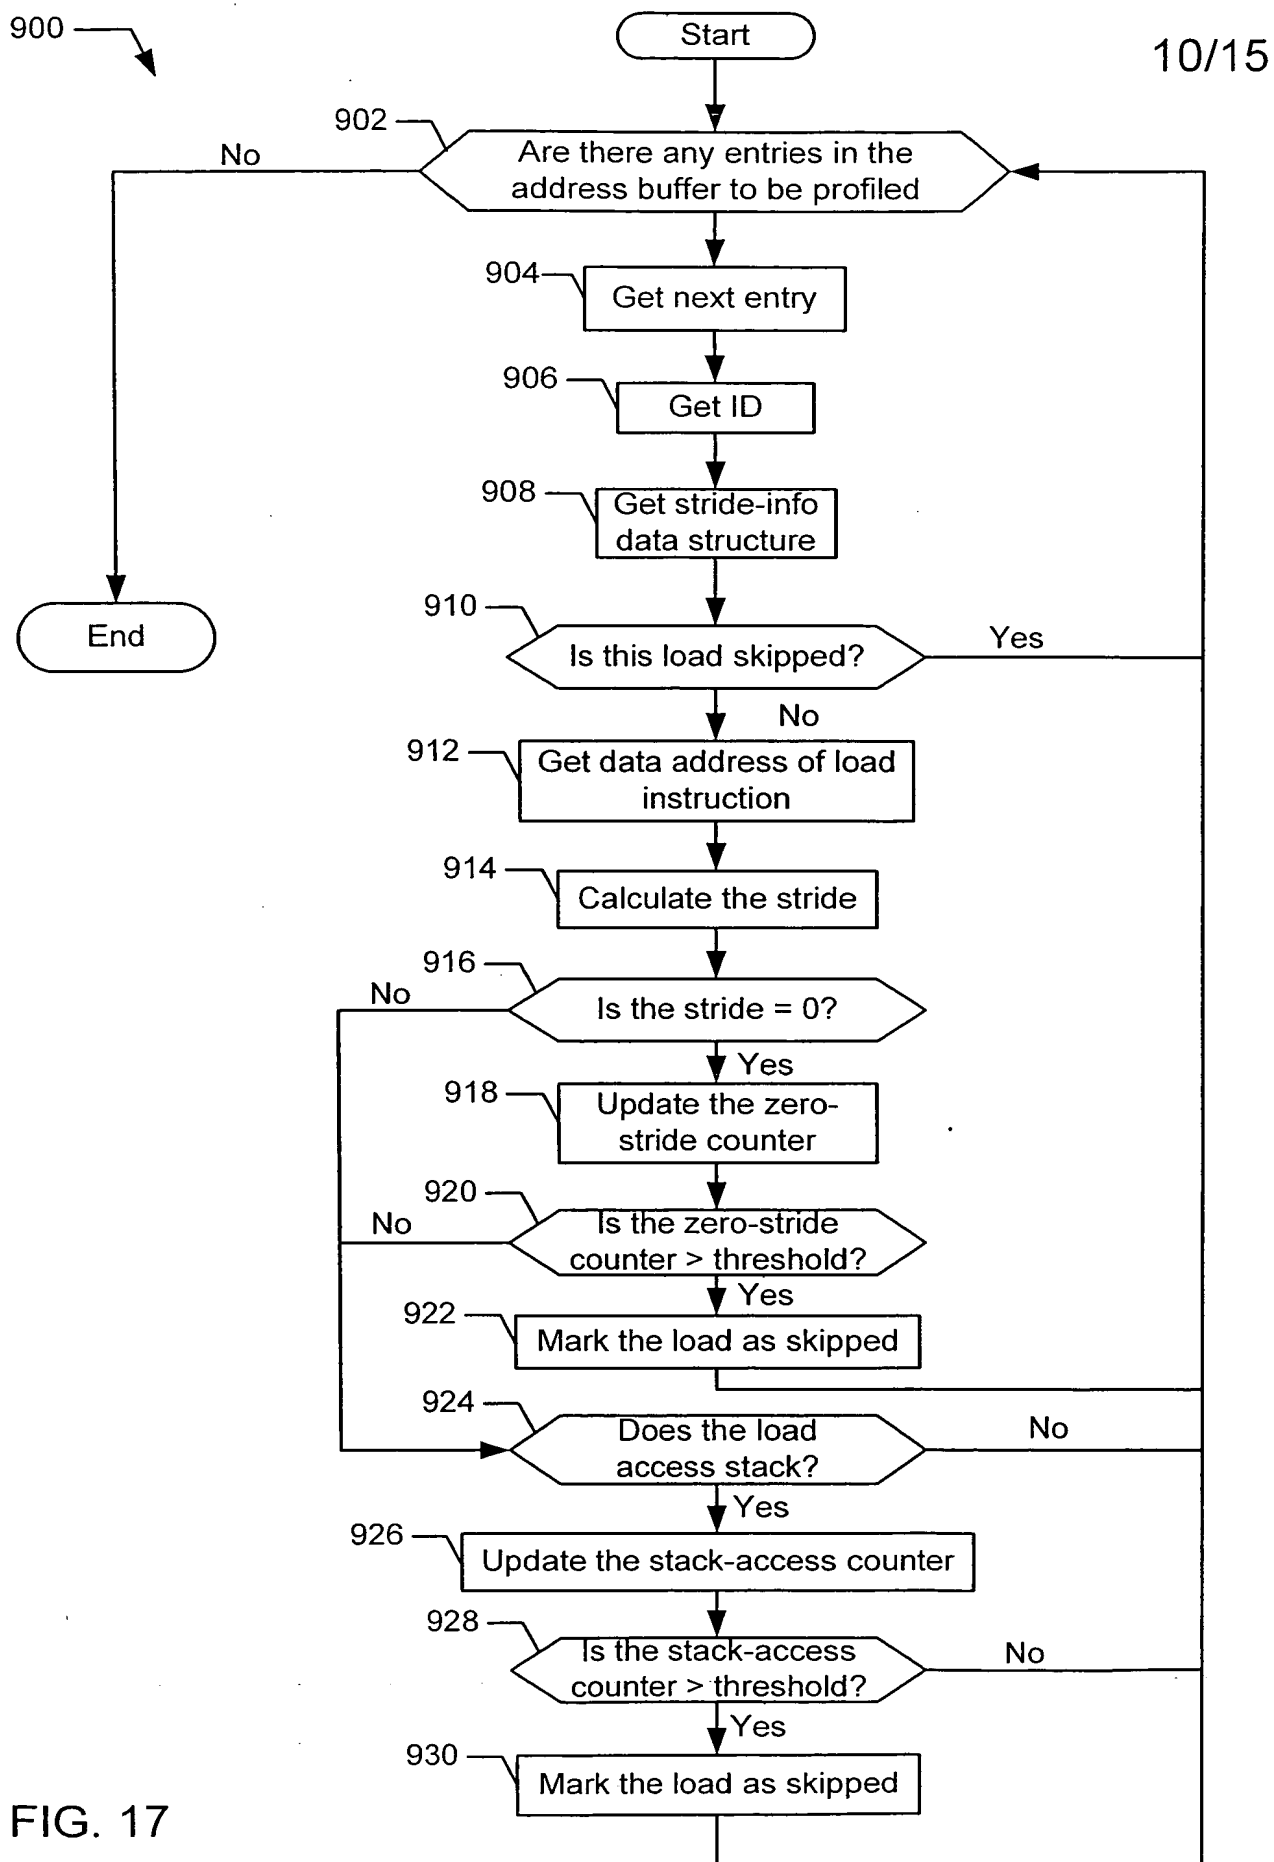 900
Start
10/15
902
No
Are there any entries in the
address buffer to be profiled
904
Get next entry
906
Get ID
908
Get stride-info
data structure
910
End
Is this load skipped?
Yes
No
912
Get data address of load
instruction
914
Calculate the stride
916
No
Is the stride = 0?
Yes
918
Update the zero-
stride counter
920
No
Is the zero-stride
counter > threshold?
Yes
922
Mark the load as skipped
924
Does the load
access stack?
No
Yes
926
Update the stack-access counter
928
Is the stack-access
counter > threshold?
No
Yes
930
Mark the load as skipped
FIG. 17